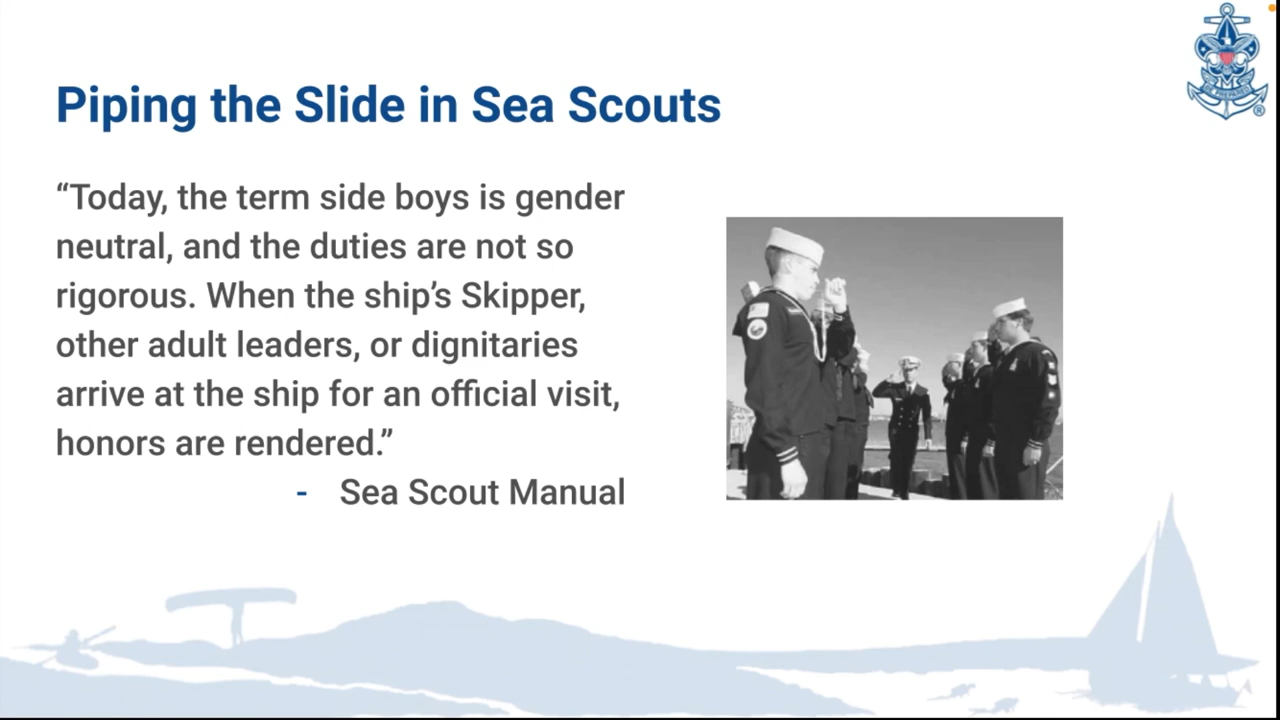 Piping the Slide in Sea Scouts
“Today, the term side boys is gender
neutral, and the duties are not so
rigorous. When the ship’s Skipper,
other adult leaders, or dignitaries
arrive at the ship for an official visit,
honors are rendered.”
- Sea Scout Manual
BE PREPARED
®